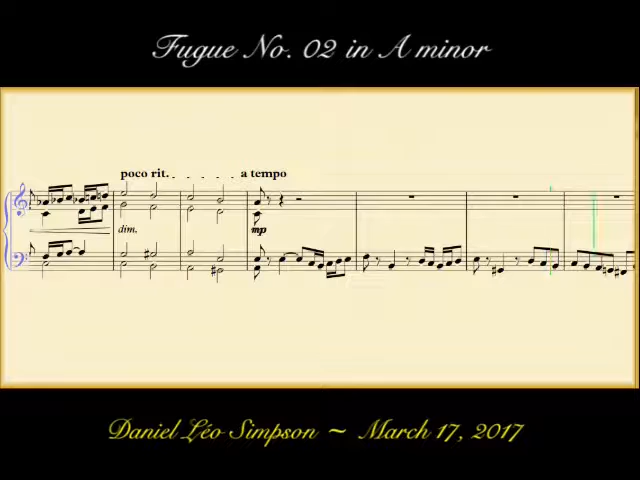 Fugue No. 02 in A minor
poco rit. . . . . . a tempo
dim. mp
Daniel Léo Simpson ~ March 17, 2017